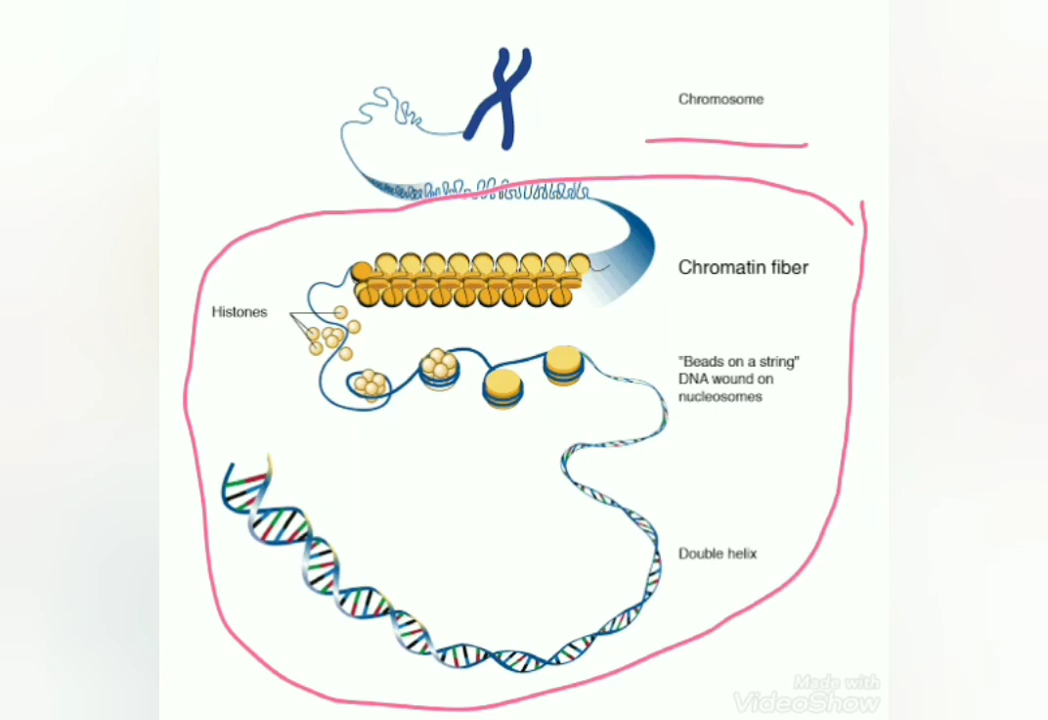 Chromosome
Chromatin fiber
Histones
"Beads on a string"
DNA wound on
nucleosomes
Double helix
Made with
VideoShow